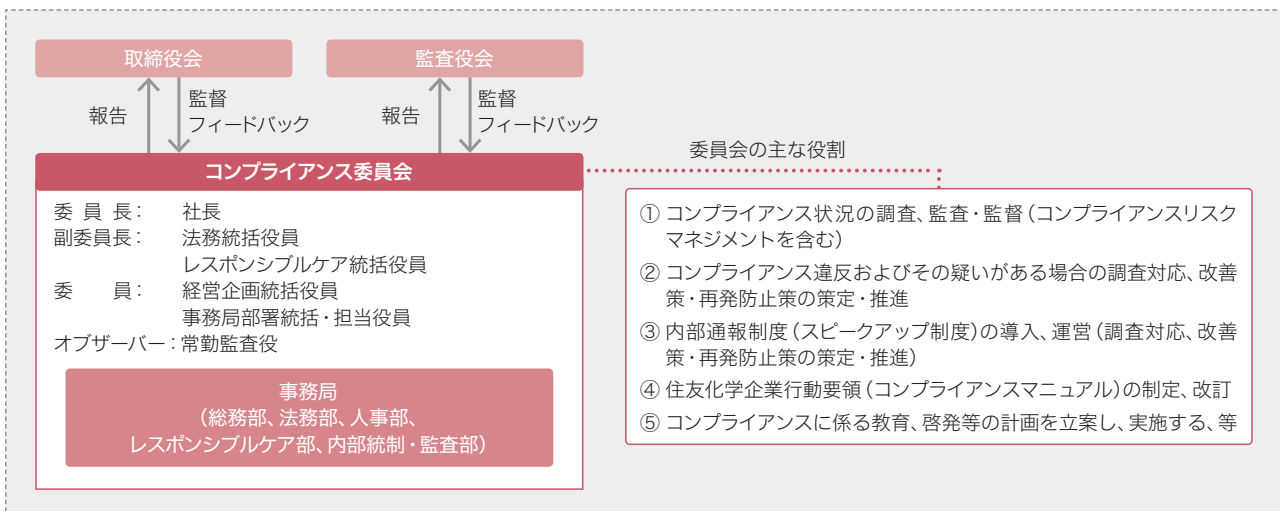 取締役会
監査役会
報告
監督
フィードバック
報告
監督
フィードバック
コンプライアンス委員会
委員長： 社長
副委員長： 法務統括役員
レスポンシブルケア統括役員
委員： 経営企画統括役員
事務局部署統括・担当役員
オブザーバー：常勤監査役
事務局
（総務部、法務部、人事部、
レスポンシブルケア部、内部統制・監査部）
委員会の主な役割
① コンプライアンス状況の調査、監査・監督（コンプライアンスリスク
マネジメントを含む）
② コンプライアンス違反およびその疑いがある場合の調査対応、改善
策・再発防止策の策定・推進
③ 内部通報制度（スピークアップ制度）の導入、運営（調査対応、改善
策・再発防止策の策定・推進）
④ 住友化学企業行動要領（コンプライアンスマニュアル）の制定、改訂
⑤ コンプライアンスに係る教育、啓発等の計画を立案し、実施する、等